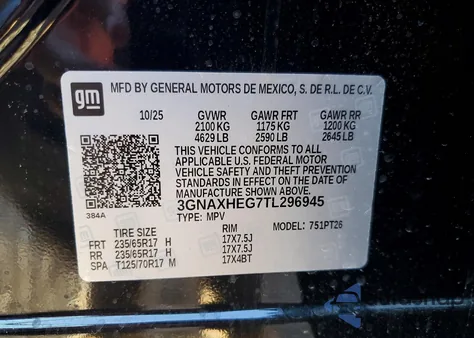 gm
MFD BY GENERAL MOTORS DE MEXICO, S. DE R.L. DE C.V.
10/25 GVWR GAWR FRT GAWR RR
2100 KG 1175 KG 1200 KG
4629 LB 2590 LB 2645 LB
THIS VEHICLE CONFORMS TO ALL
APPLICABLE U.S. FEDERAL MOTOR
VEHICLE SAFETY STANDARDS IN
EFFECT ON THE DATE OF
MANUFACTURE SHOWN ABOVE.
384A
3GNAXHEG7TL296945
TYPE: MPV MODEL: 751PT26
TIRE SIZE RIM
FRT 235/65R17 H 17X7.5J
RR 235/65R17 H 17X7.5J
SPA T125/70R17 M 17X4BT